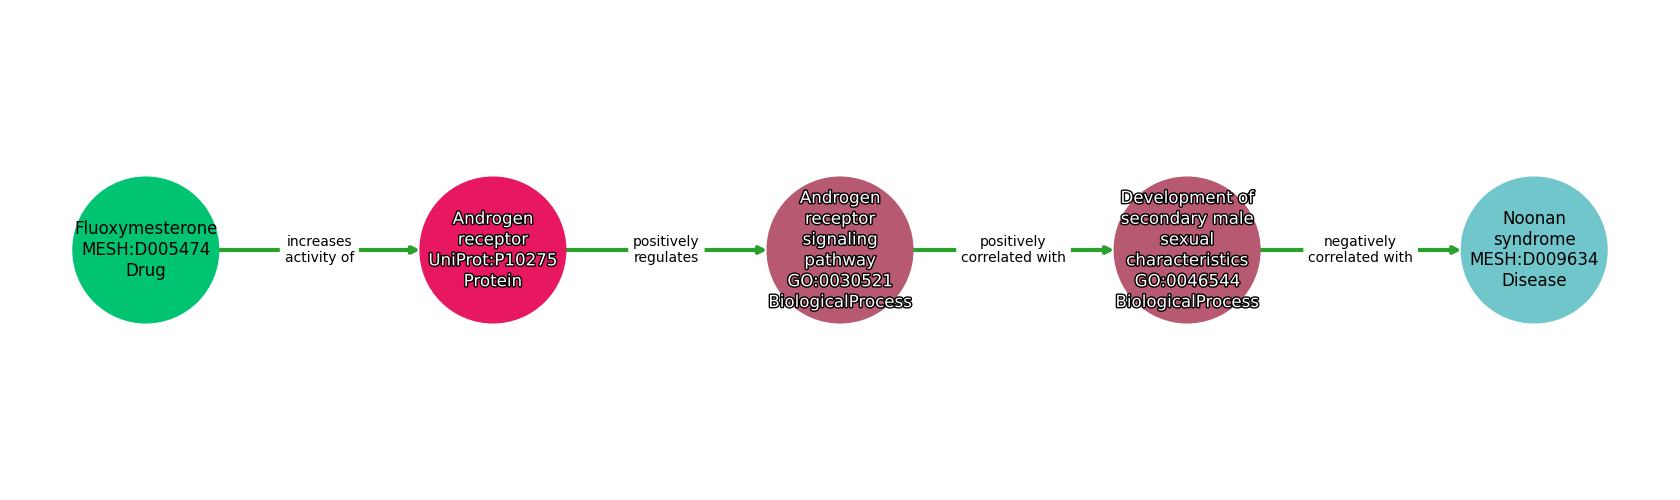 Fluoxymesterone
MESH:D005474
Drug
increases
activity of
Androgen
receptor
UniProt:P10275
Protein
positively
regulates
Androgen
receptor
signaling
pathway
GO:0030521
BiologicalProcess
positively
correlated with
Development of
secondary male
sexual
characteristics
GO:0046544
BiologicalProcess
negatively
correlated with
Noonan
syndrome
MESH:D009634
Disease